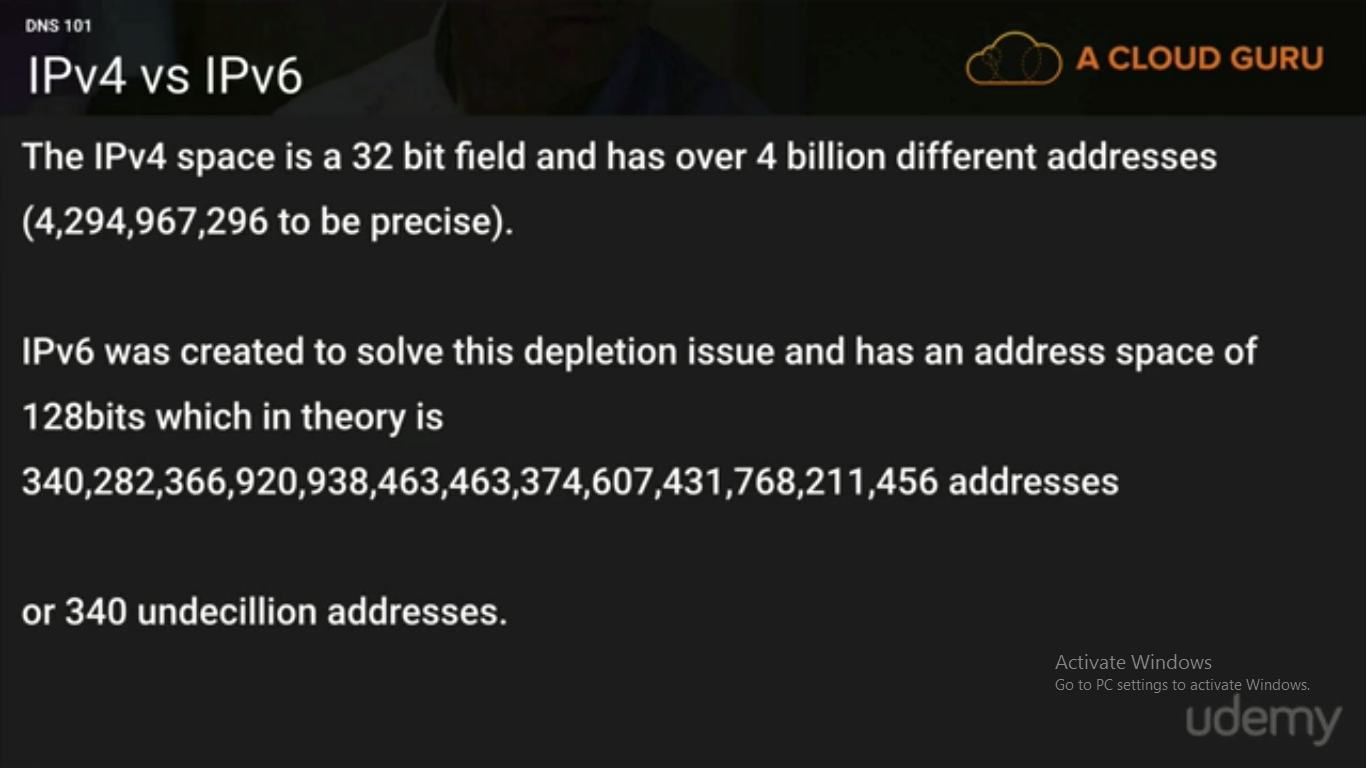 DNS 101
IPv4 vs IPv6
A CLOUD GURU
The IPv4 space is a 32 bit field and has over 4 billion different addresses
(4,294,967,296 to be precise).
IPv6 was created to solve this depletion issue and has an address space of
128bits which in theory is
340,282,366,920,938,463,463,374,607,431,768,211,456 addresses
or 340 undecillion addresses.
Activate Windows
Go to PC settings to activate Windows.
udemy